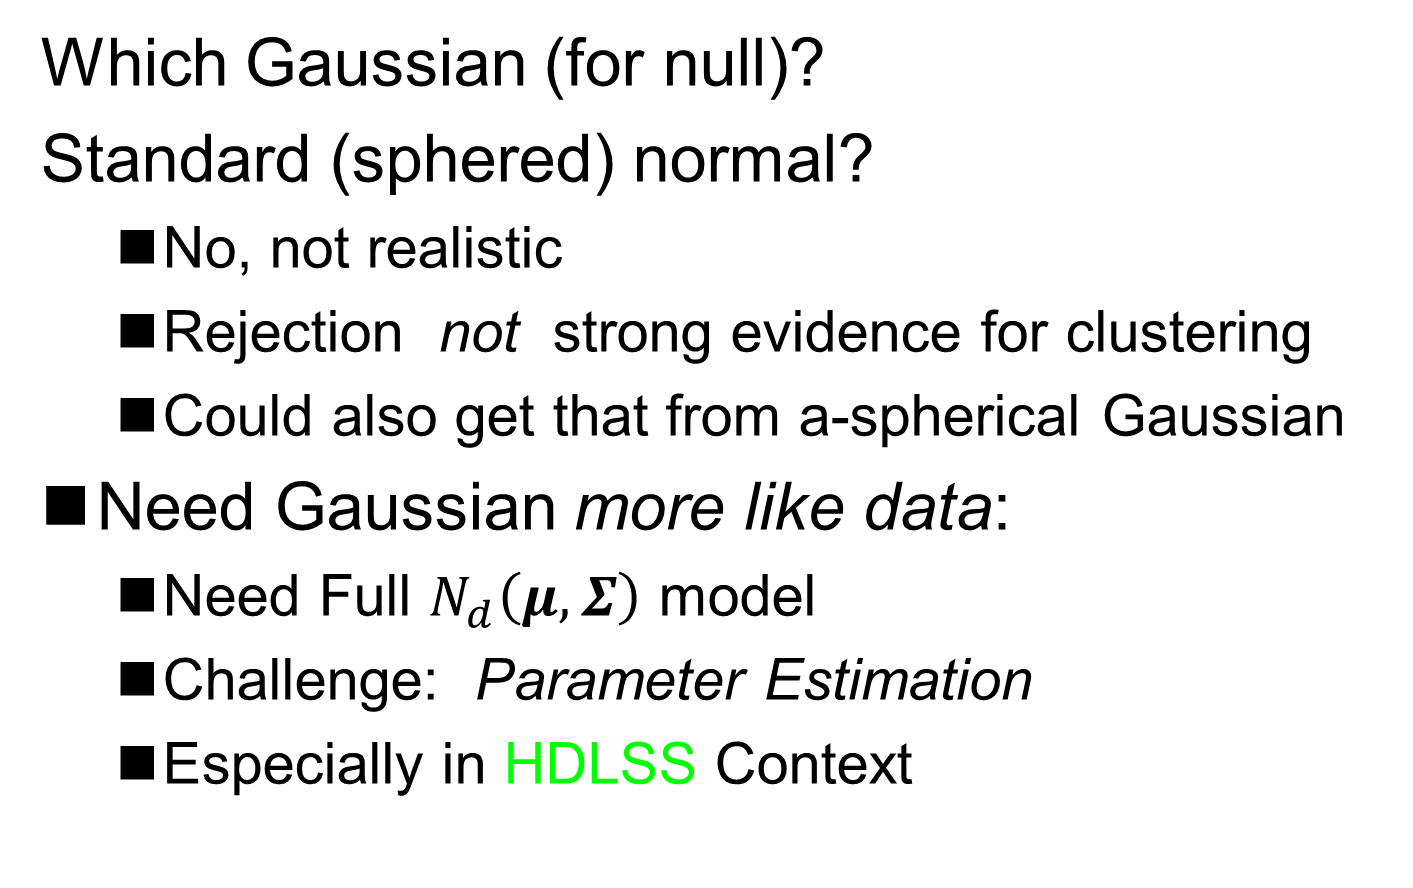 Which Gaussian (for null)?
Standard (sphered) normal?
■No, not realistic
■Rejection not strong evidence for clustering
■Could also get that from a-spherical Gaussian
■Need Gaussian more like data:
■Need Full N_d(μ, Σ) model
■Challenge: Parameter Estimation
■Especially in HDLSS Context